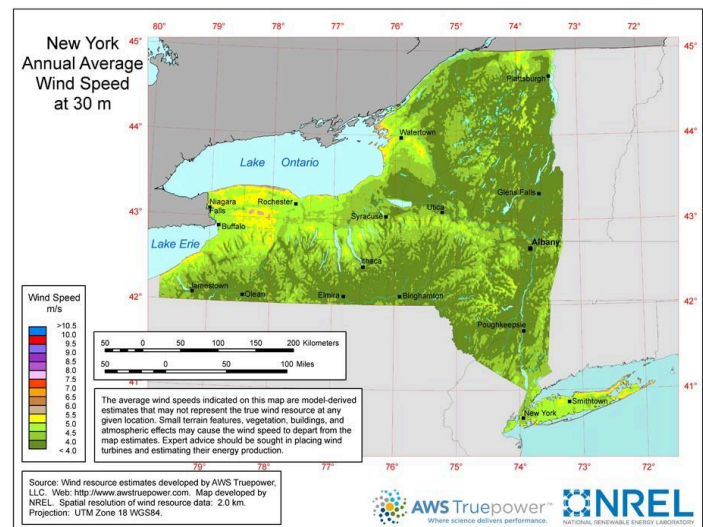 New York
Annual Average
Wind Speed
at 30 m
80°
79°
78°
77°
76°
75°
74°
73°
45°
45°
Plattsburgh
44°
44°
Watertown
Lake Ontario
Glens Falls
Niagara
Falls
Rochester
43°
43°
Utica
Syracuse
Buffalo
Lake Erie
Albany
Ithaca
Jamestown
Olean
Elmira
Binghamton
42°
42°
Poughkeepsie
41°
41°
Smithtown
New York
Wind Speed
m/s
>10.5
10.0
9.5
9.0
8.5
8.0
7.5
7.0
6.5
6.0
5.5
5.0
4.5
4.0
< 4.0
50 0 50 100 150 200 Kilometers
50 0 50 100 Miles
The average wind speeds indicated on this map are model-derived
estimates that may not represent the true wind resource at any
given location. Small terrain features, vegetation, buildings, and
atmospheric effects may cause the wind speed to depart from the
map estimates. Expert advice should be sought in placing wind
turbines and estimating their energy production.
79°
78°
77°
76°
75°
74°
73°
72°
Source: Wind resource estimates developed by AWS Truepower,
LLC. Web: http://www.awstruepower.com. Map developed by
NREL. Spatial resolution of wind resource data: 2.0 km.
Projection: UTM Zone 18 WGS84.
AWS Truepower™
Where science delivers performance.
NREL
NATIONAL RENEWABLE ENERGY LABORATORY